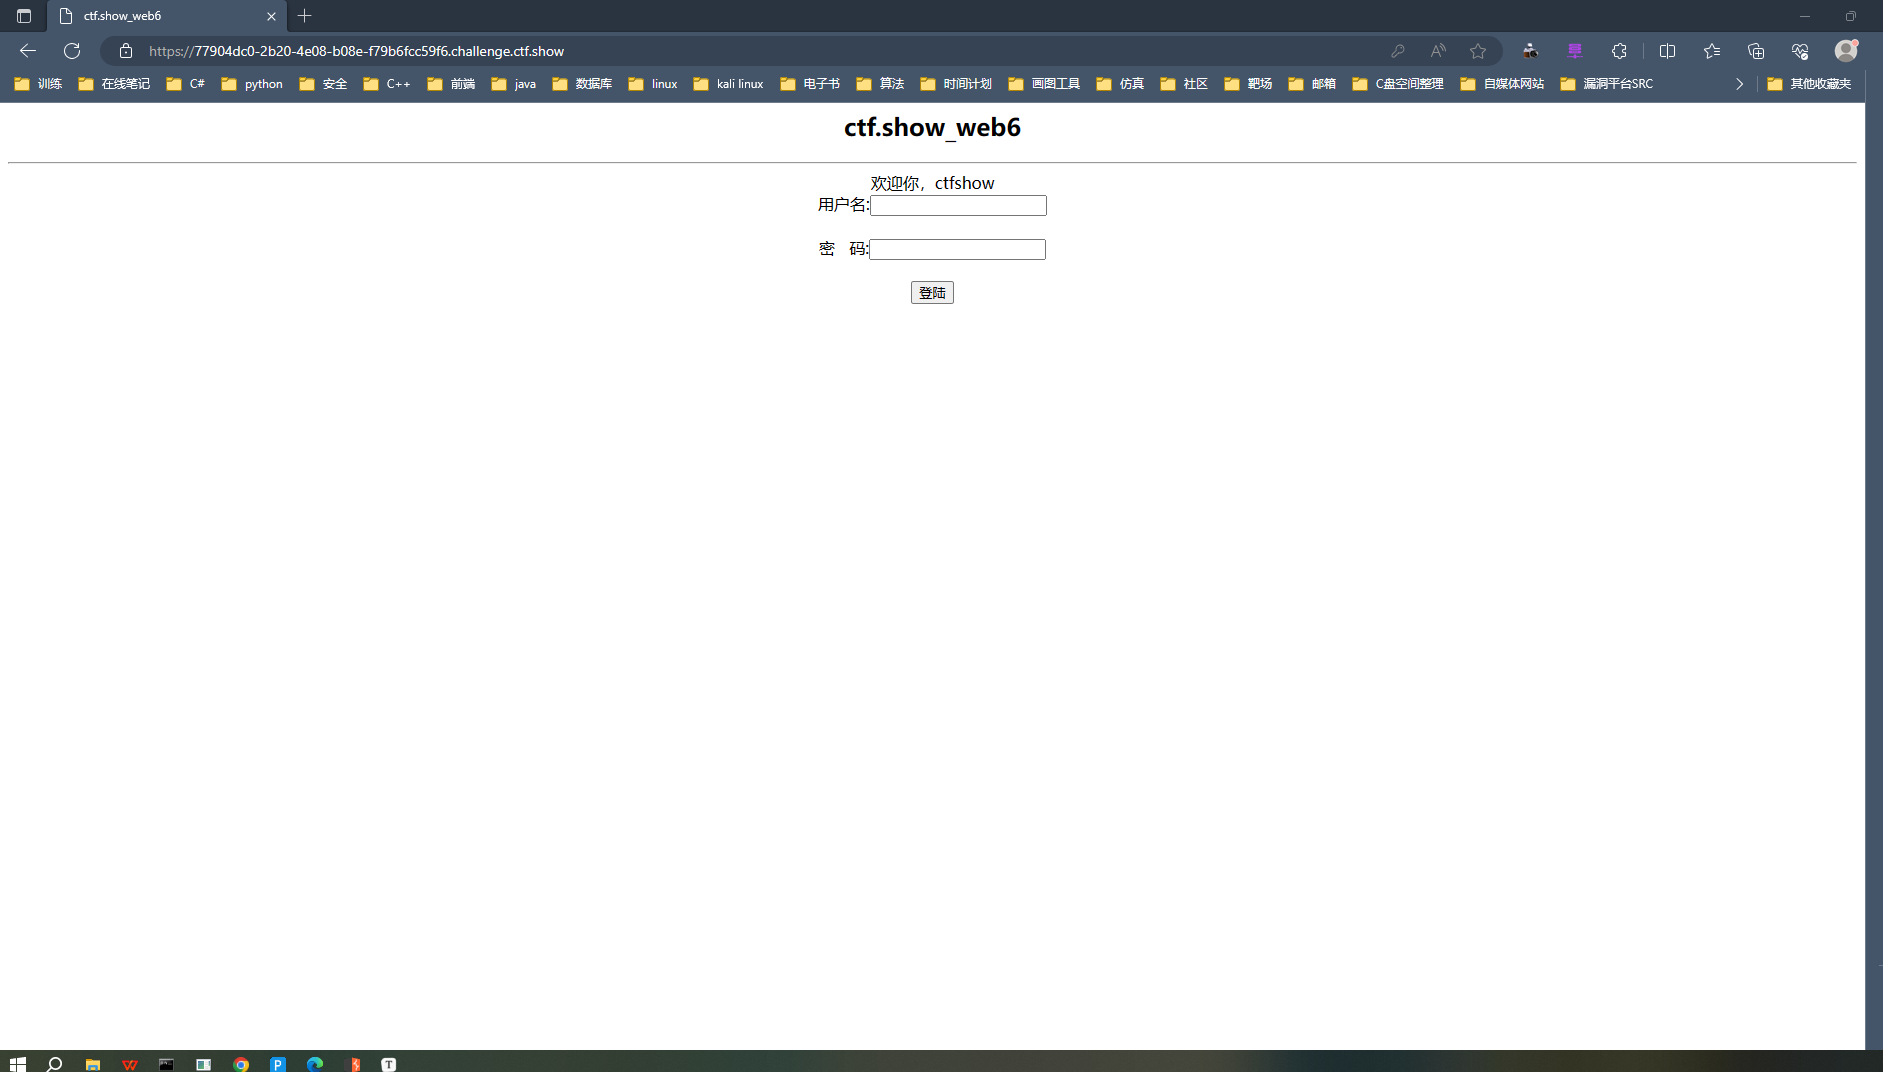 ctf.show_web6
https://77904dc0-2b20-4e08-b08e-f79b6fcc59f6.challenge.ctf.show
训练 在线笔记 C# python 安全 C++ 前端 java 数据库 linux kali linux 电子书 算法 时间计划 画图工具 仿真 社区 靶场 邮箱 C盘空间整理 自媒体网站 漏洞平台SRC 其他收藏夹
ctf.show_web6
欢迎你，ctfshow
用户名:
密 码:
登陆